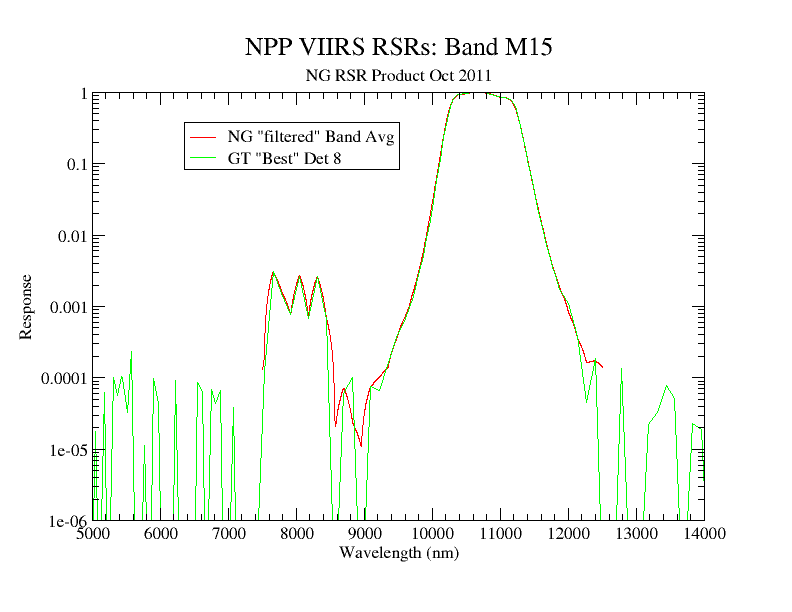 NPP VIIRS RSRs: Band M15
NG RSR Product Oct 2011
NG "filtered" Band Avg
GT "Best" Det 8
Response
1
0.1
0.01
0.001
0.0001
1e-05
1e-06
5000 6000 7000 8000 9000 10000 11000 12000 13000 14000
Wavelength (nm)